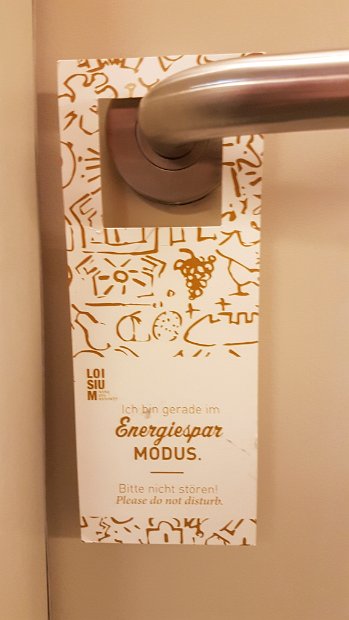 LOI
SIU
M
Ich bin gerade im
Energiespar
MODUS.
Bitte nicht stören!
Please do not disturb.